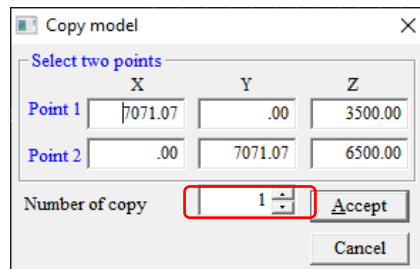 Copy model
Select two points
X Y Z
Point 1 7071.07 .00 3500.00
Point 2 .00 7071.07 6500.00
Number of copy 1 Accept
Cancel